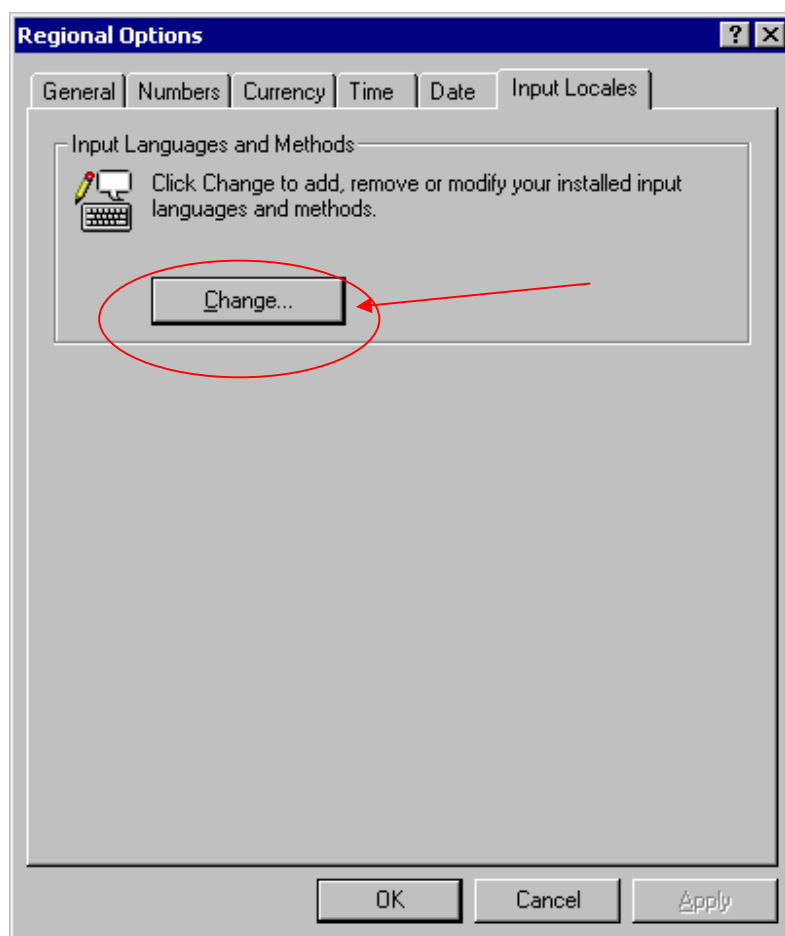 Regional Options
General Numbers Currency Time Date Input Locales
Input Languages and Methods
Click Change to add, remove or modify your installed input
languages and methods.
Change...
OK Cancel Apply